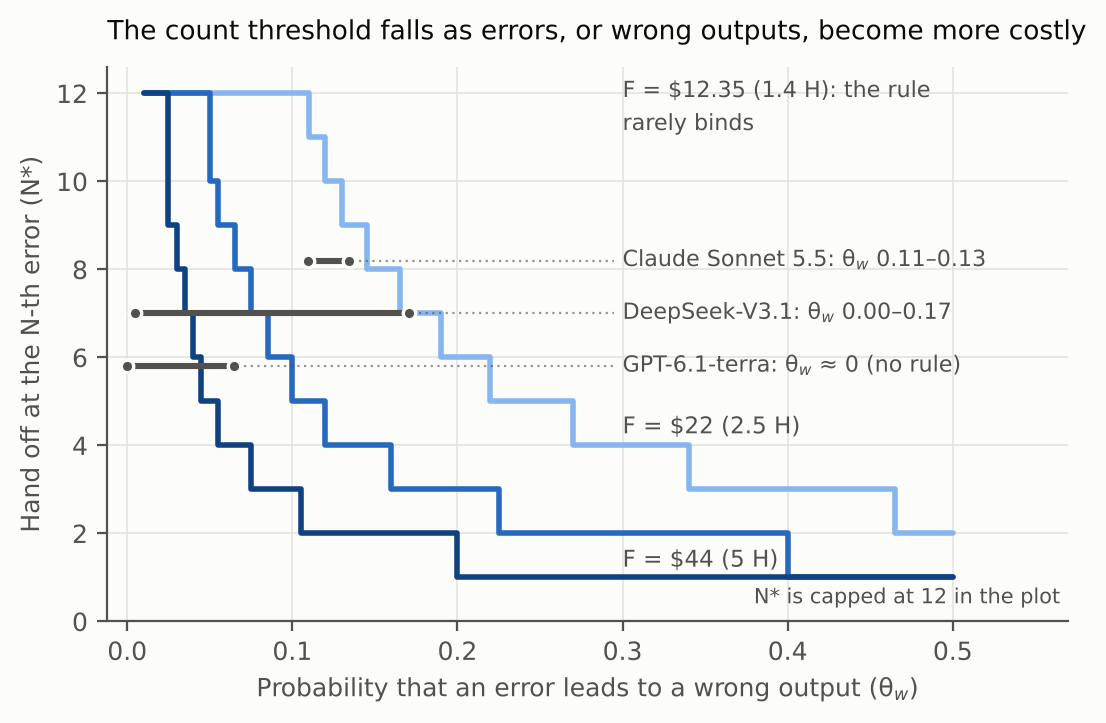 The count threshold falls as errors, or wrong outputs, become more costly
Hand off at the N-th error (N*)
12
10
8
6
4
2
0
F = $12.35 (1.4 H): the rule
rarely binds
Claude Sonnet 5.5: θw 0.11–0.13
DeepSeek-V3.1: θw 0.00–0.17
GPT-6.1-terra: θw ≈ 0 (no rule)
F = $22 (2.5 H)
F = $44 (5 H)
N* is capped at 12 in the plot
0.0 0.1 0.2 0.3 0.4 0.5
Probability that an error leads to a wrong output (θw)